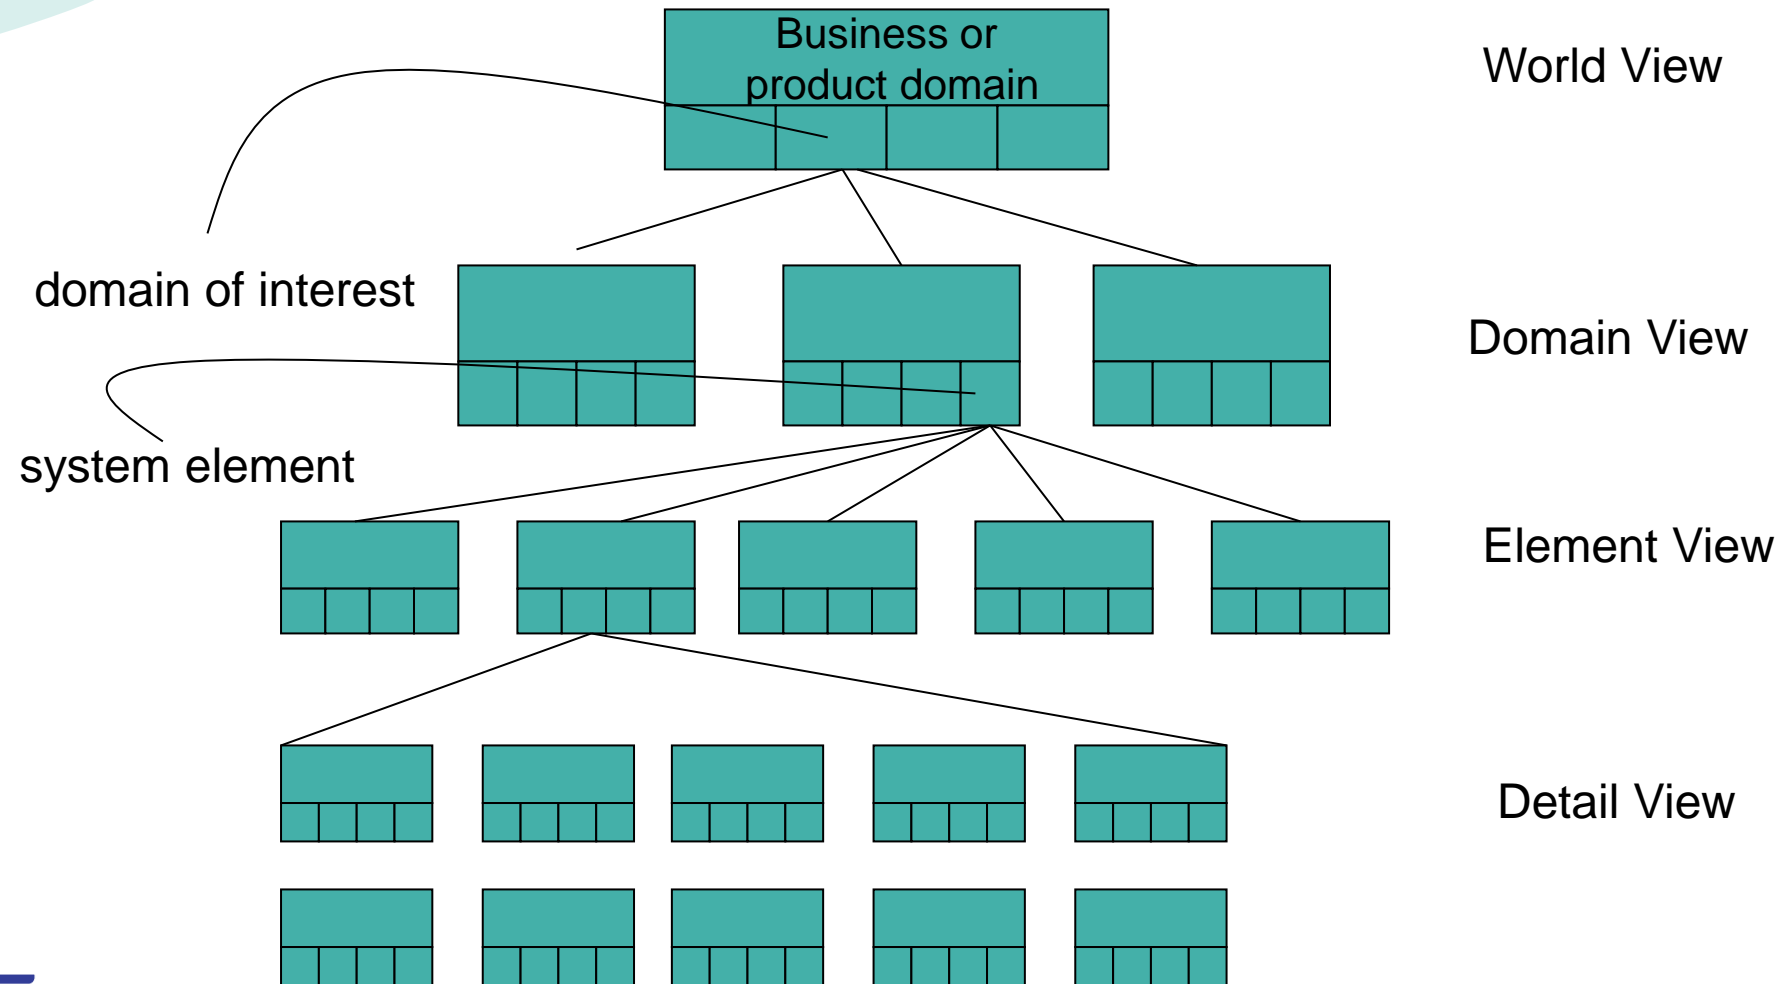 Business or
product domain
World View
domain of interest
Domain View
system element
Element View
Detail View